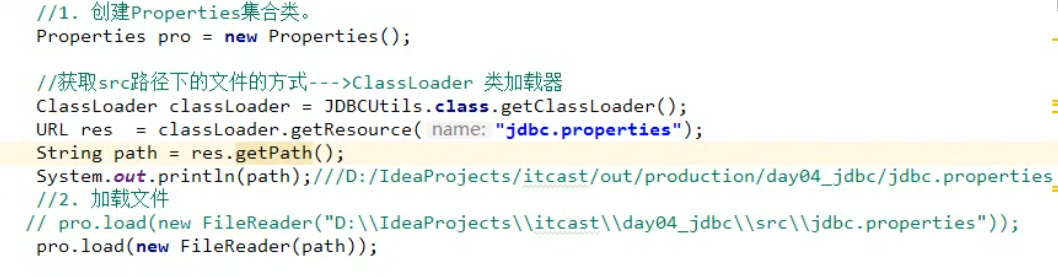 //1. 创建Properties集合类。
Properties pro = new Properties();
//获取src路径下的文件的方式--->ClassLoader 类加载器
ClassLoader classLoader = JDBCUtils.class.getClassLoader();
URL res  = classLoader.getResource( name: "jdbc.properties");
String path = res.getPath();
System.out.println(path);///D:/IdeaProjects/itcast/out/production/day04_jdbc/jdbc.properties
//2. 加载文件
// pro.load(new FileReader("D:\\IdeaProjects\\itcast\\day04_jdbc\\src\\jdbc.properties"));
pro.load(new FileReader(path));